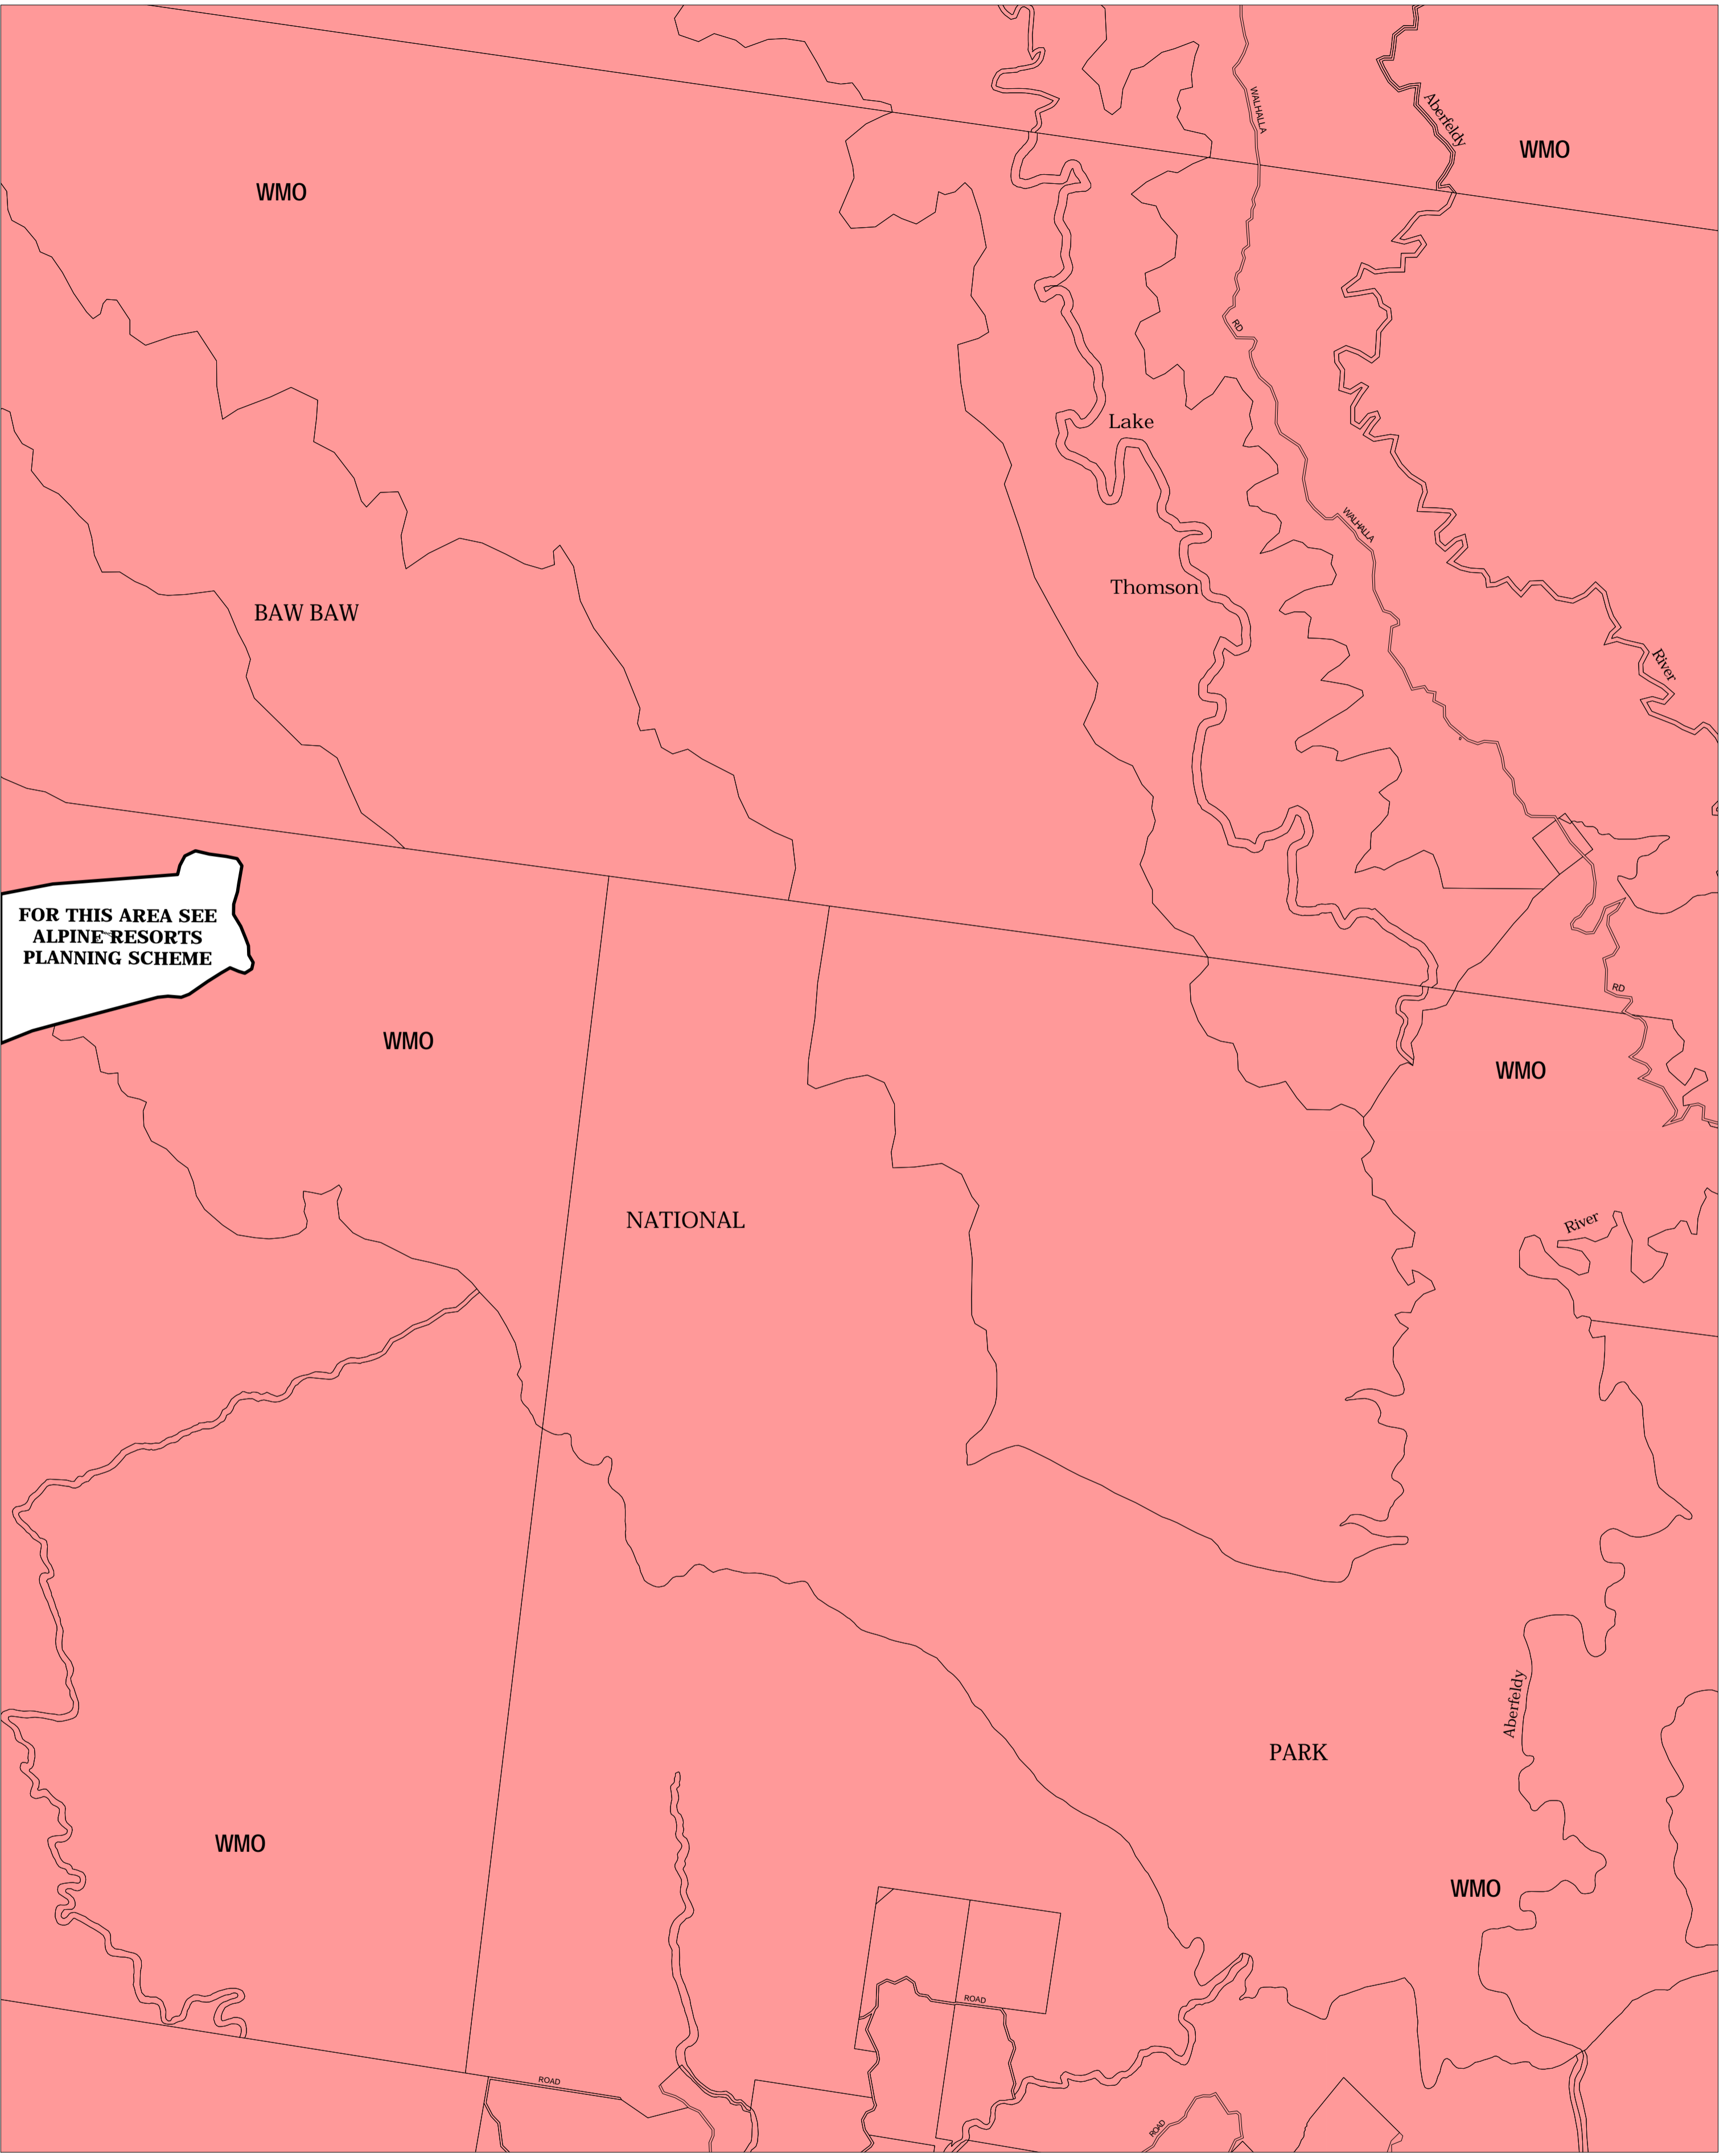 WALHALLA
Aberfeldy
WMO
WMO
RD
Lake
WALHALLA
Thomson
BAW BAW
River
FOR THIS AREA SEE
ALPINE RESORTS
PLANNING SCHEME
RD
WMO
WMO
NATIONAL
River
Aberfeldy
PARK
WMO
WMO
ROAD
ROAD
ROAD